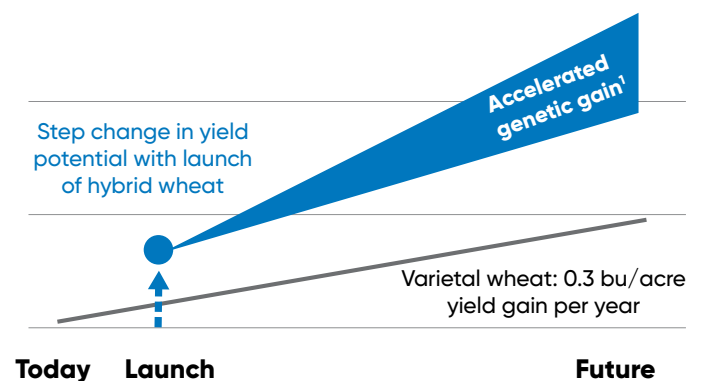 Accelerated
genetic gain¹
Step change in yield
potential with launch
of hybrid wheat
Varietal wheat: 0.3 bu/acre
yield gain per year
Today Launch Future